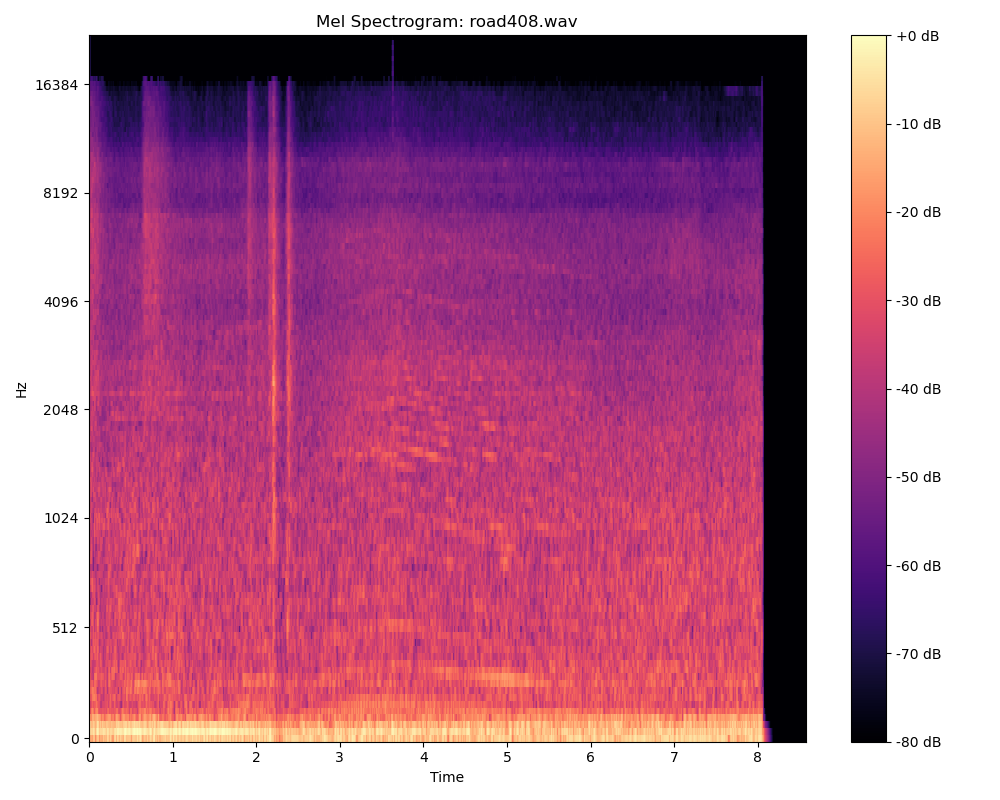 Mel Spectrogram: road408.wav
Hz
16384
8192
4096
2048
1024
512
0
0 1 2 3 4 5 6 7 8
Time
+0 dB
-10 dB
-20 dB
-30 dB
-40 dB
-50 dB
-60 dB
-70 dB
-80 dB